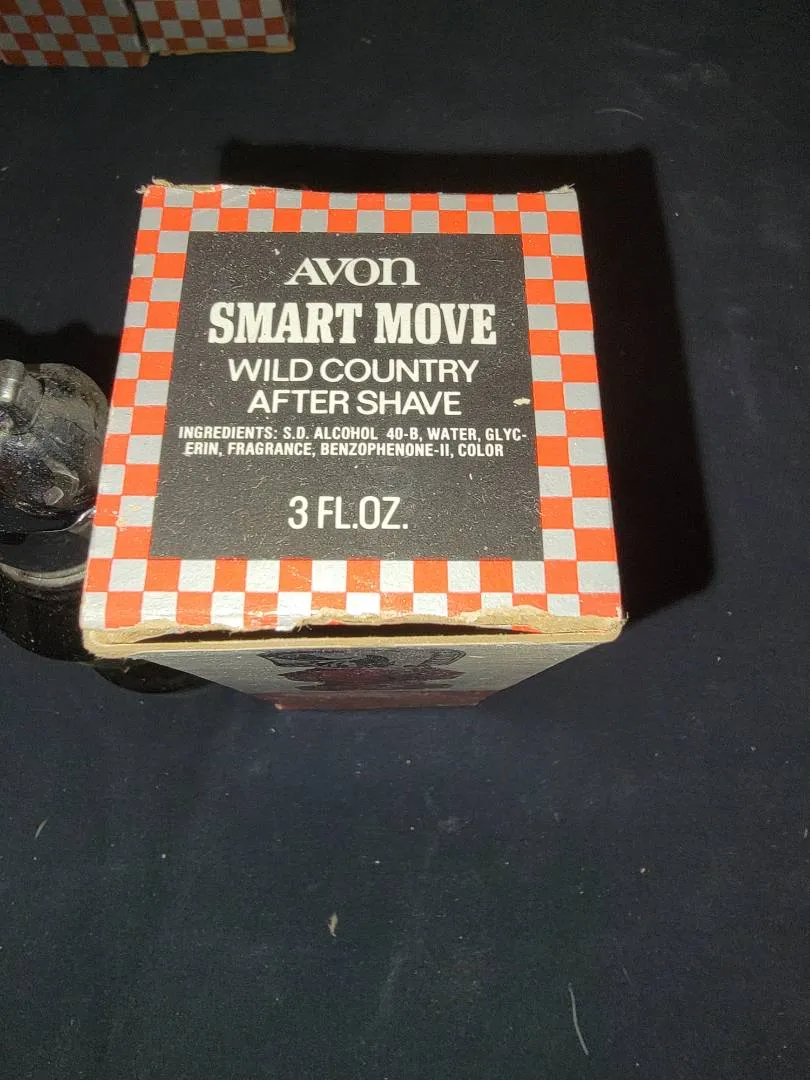 AVON
SMART MOVE
WILD COUNTRY
AFTER SHAVE
INGREDIENTS: S.D. ALCOHOL 40-B, WATER, GLYC-
ERIN, FRAGRANCE, BENZOPHENONE-II, COLOR
3 FL.OZ.